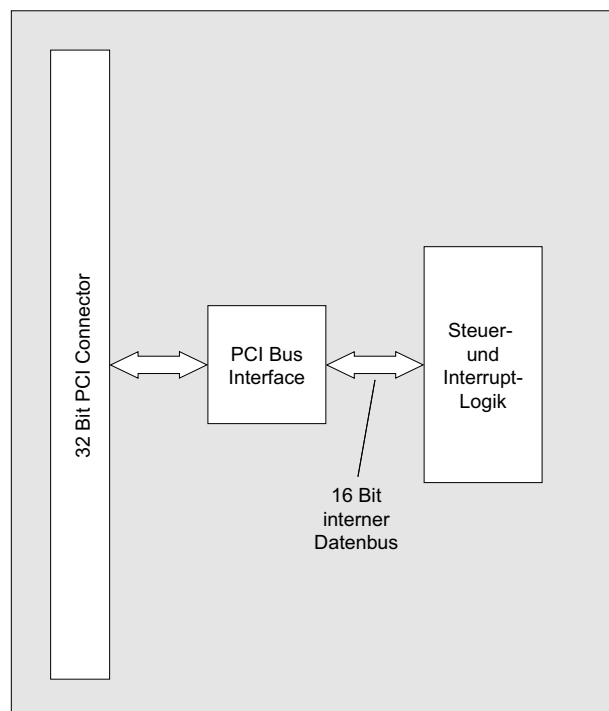 32 Bit PCI Connector
PCI Bus
Interface
Steuer-
und
Interrupt-
Logik
16 Bit
interner
Datenbus